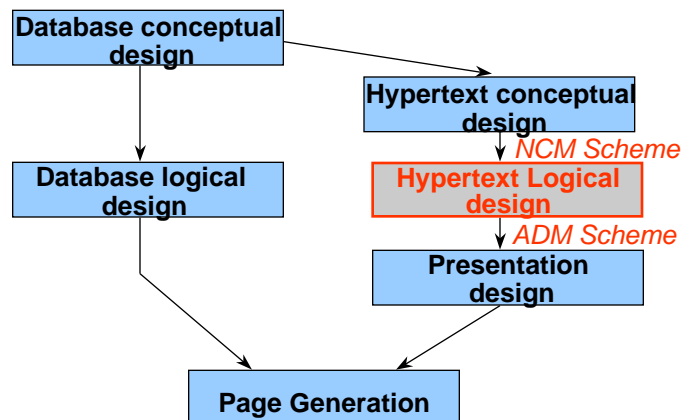 Database conceptual
design
Hypertext conceptual
design
NCM Scheme
Database logical
design
Hypertext Logical
design
ADM Scheme
Presentation
design
Page Generation